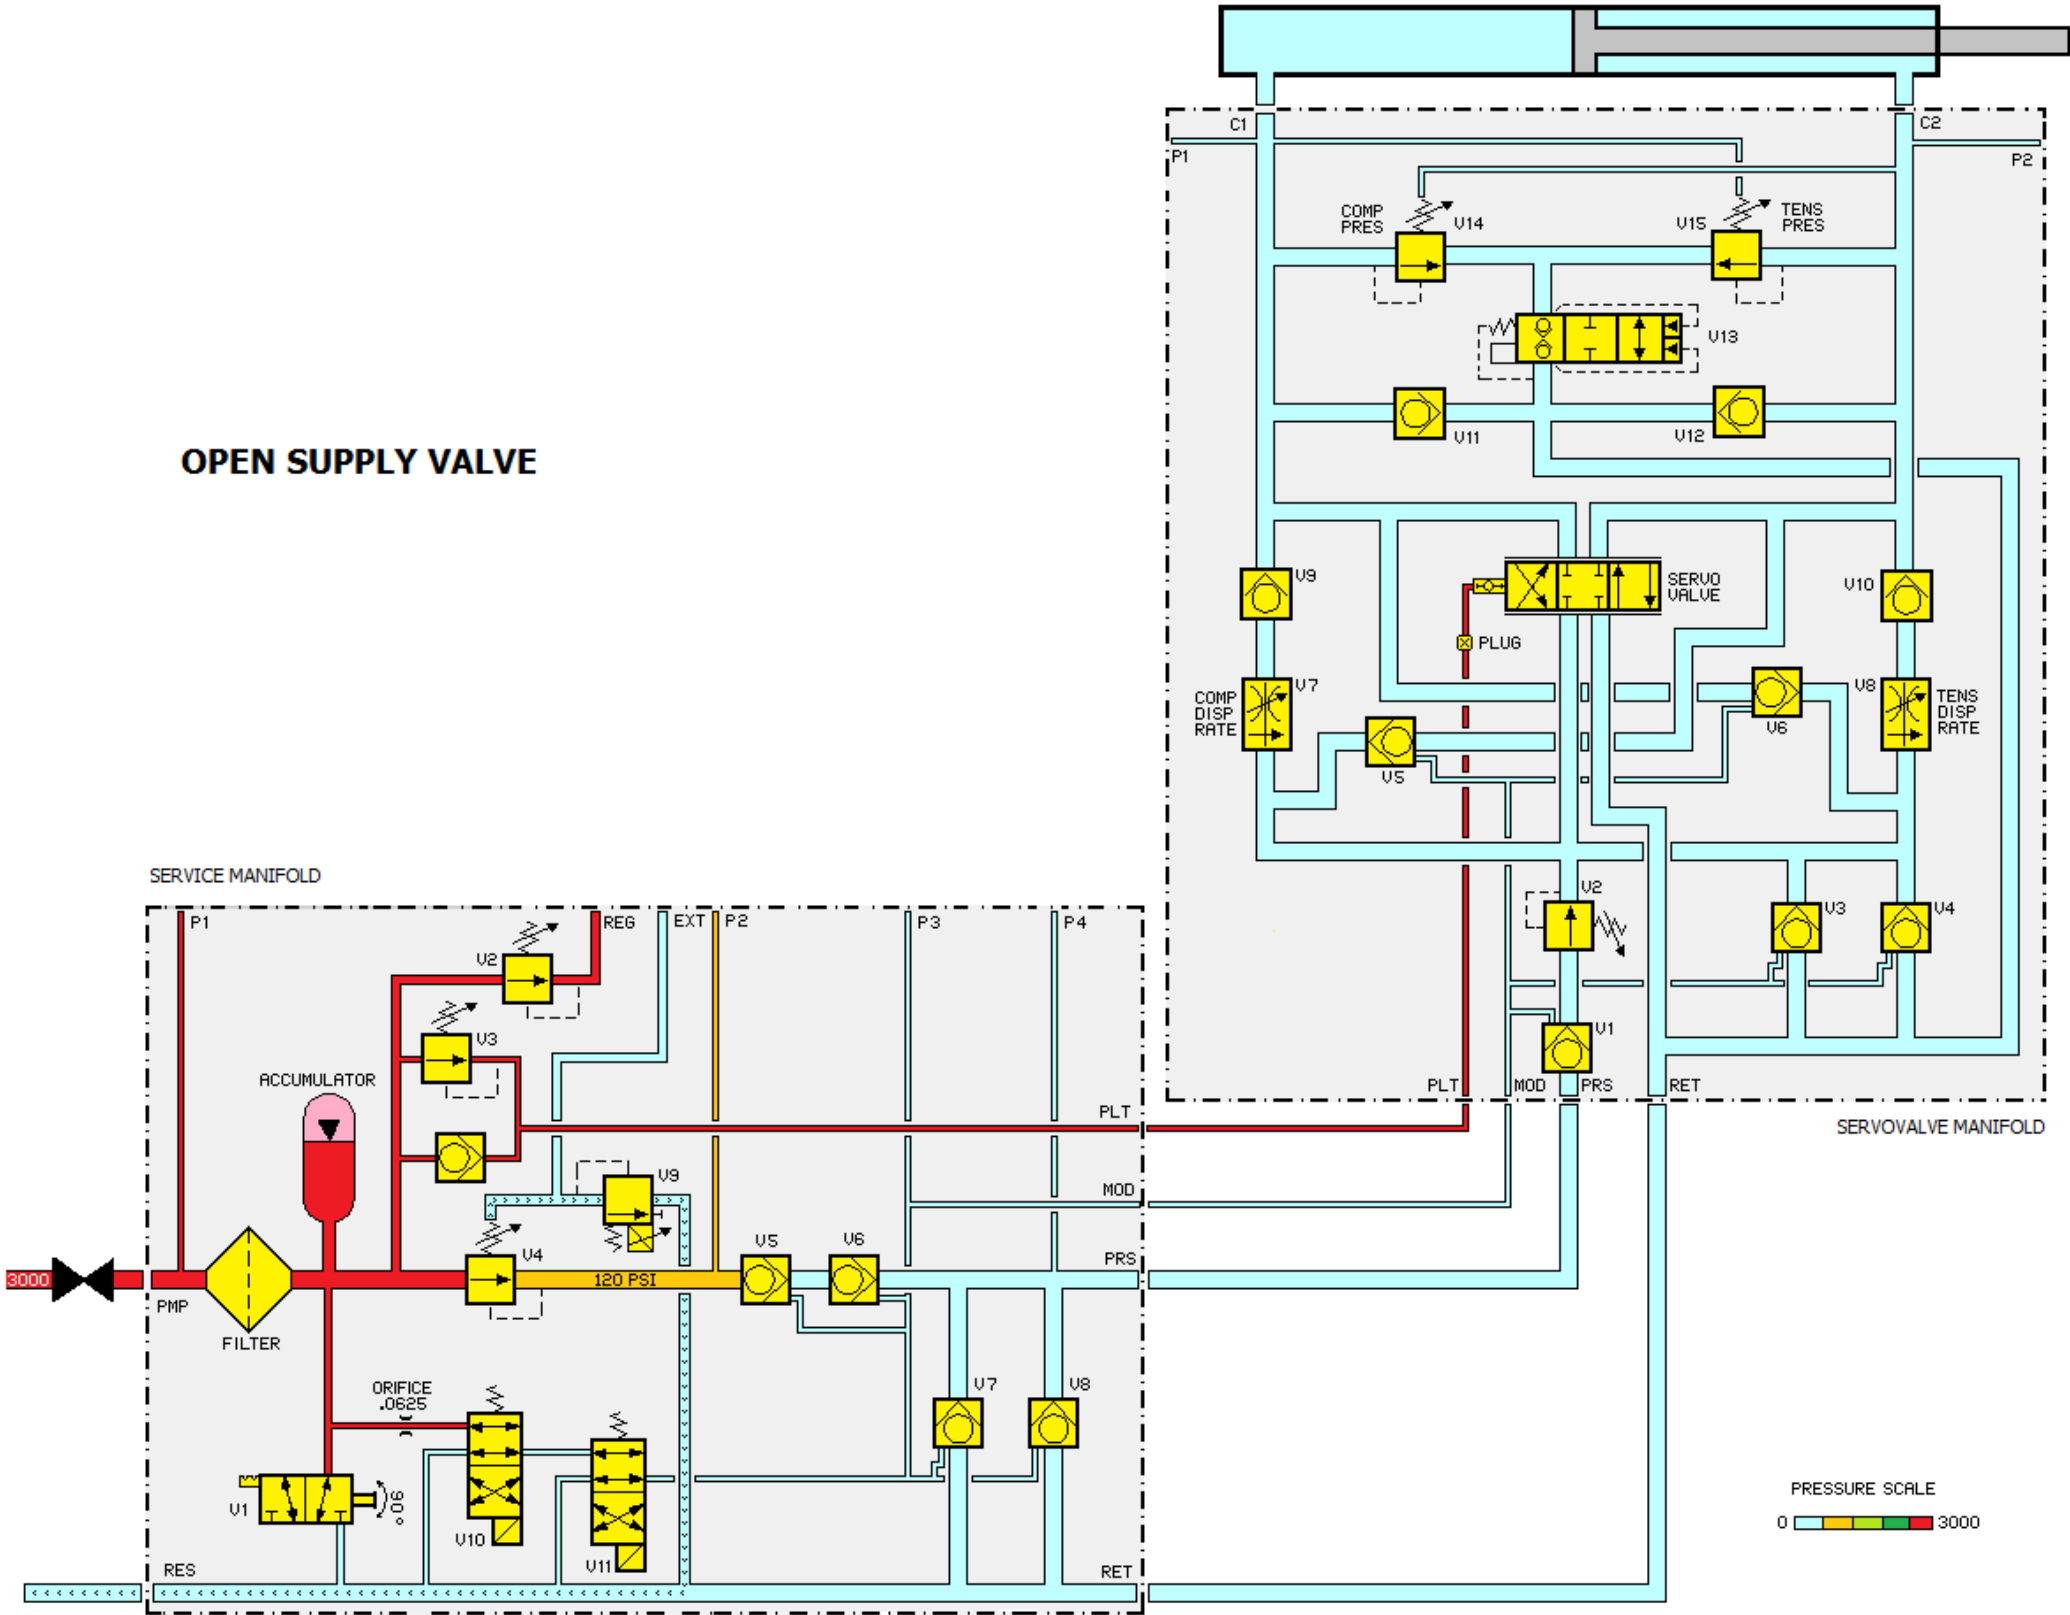 C1
C2
P1
P2
COMP
PRES
V14
V15
TENS
PRES
V13
V11
V12
OPEN SUPPLY VALVE
V9
SERVO
VALVE
V10
PLUG
COMP
DISP
RATE
V7
V5
V6
V8
TENS
DISP
RATE
V2
V3
V4
V1
PLT
MOD
PRS
RET
SERVOVALVE MANIFOLD
SERVICE MANIFOLD
P1
V2
REG
EXT
P2
P3
P4
V3
ACCUMULATOR
PLT
V9
MOD
V4
V5
V6
PRS
3000
120 PSI
PMP
FILTER
ORIFICE
.0625
V7
V8
V1
90°
V10
V11
RES
RET
PRESSURE SCALE
0
3000